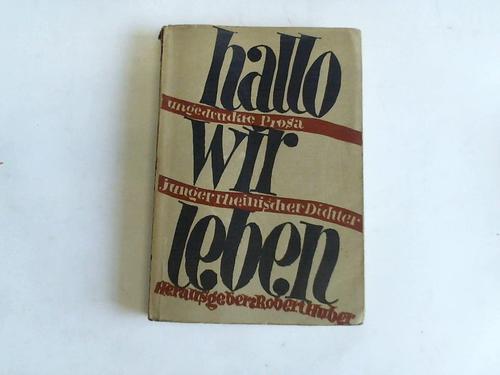 hallo
ungedruckte Prosa
wir
junger rheinischer Dichter
leben
Herausgeber: Robert Huber